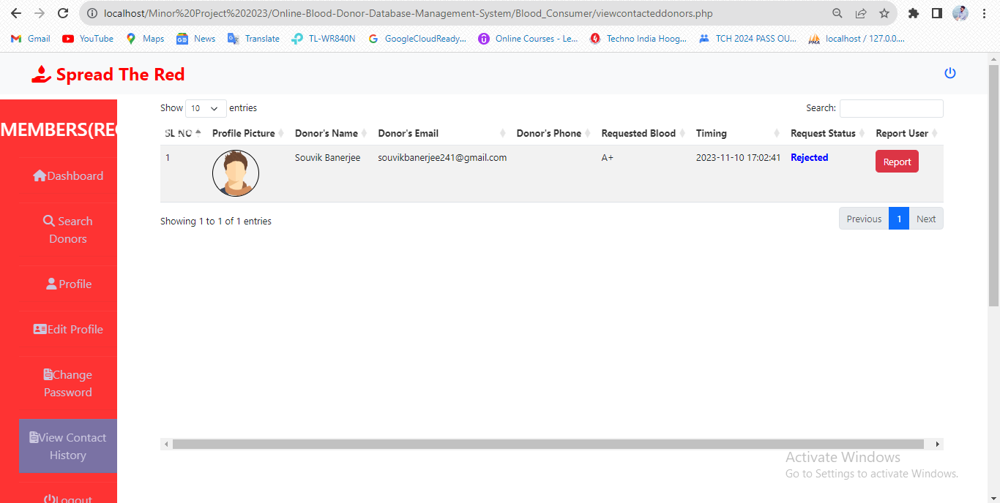 localhost/Minor%20Project%202023/Online-Blood-Donor-Database-Management-System/Blood_Consumer/viewcontacteddonors.php
Gmail YouTube Maps News Translate TL-WR840N GoogleCloudReady... Online Courses - Le... Techno India Hoog... TCH 2024 PASS OU... localhost / 127.0.0....
Spread The Red
MEMBERS(REC
Dashboard
Search
Donors
Profile
Edit Profile
Change
Password
View Contact
History
Logout
Show 10 entries
Search:
SL NO Profile Picture Donor's Name Donor's Email Donor's Phone Requested Blood Timing Request Status Report User
1 Souvik Banerjee souvikbanerjee241@gmail.com A+ 2023-11-10 17:02:41 Rejected Report
Showing 1 to 1 of 1 entries
Previous 1 Next
Activate Windows
Go to Settings to activate Windows.